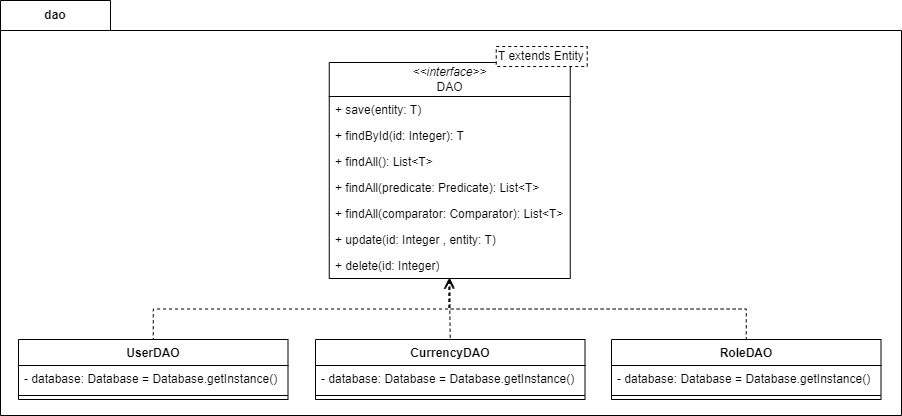 dao
T extends Entity
<<interface>>
DAO
+ save(entity: T)
+ findById(id: Integer): T
+ findAll(): List<T>
+ findAll(predicate: Predicate): List<T>
+ findAll(comparator: Comparator): List<T>
+ update(id: Integer , entity: T)
+ delete(id: Integer)
UserDAO
- database: Database = Database.getInstance()
CurrencyDAO
- database: Database = Database.getInstance()
RoleDAO
- database: Database = Database.getInstance()